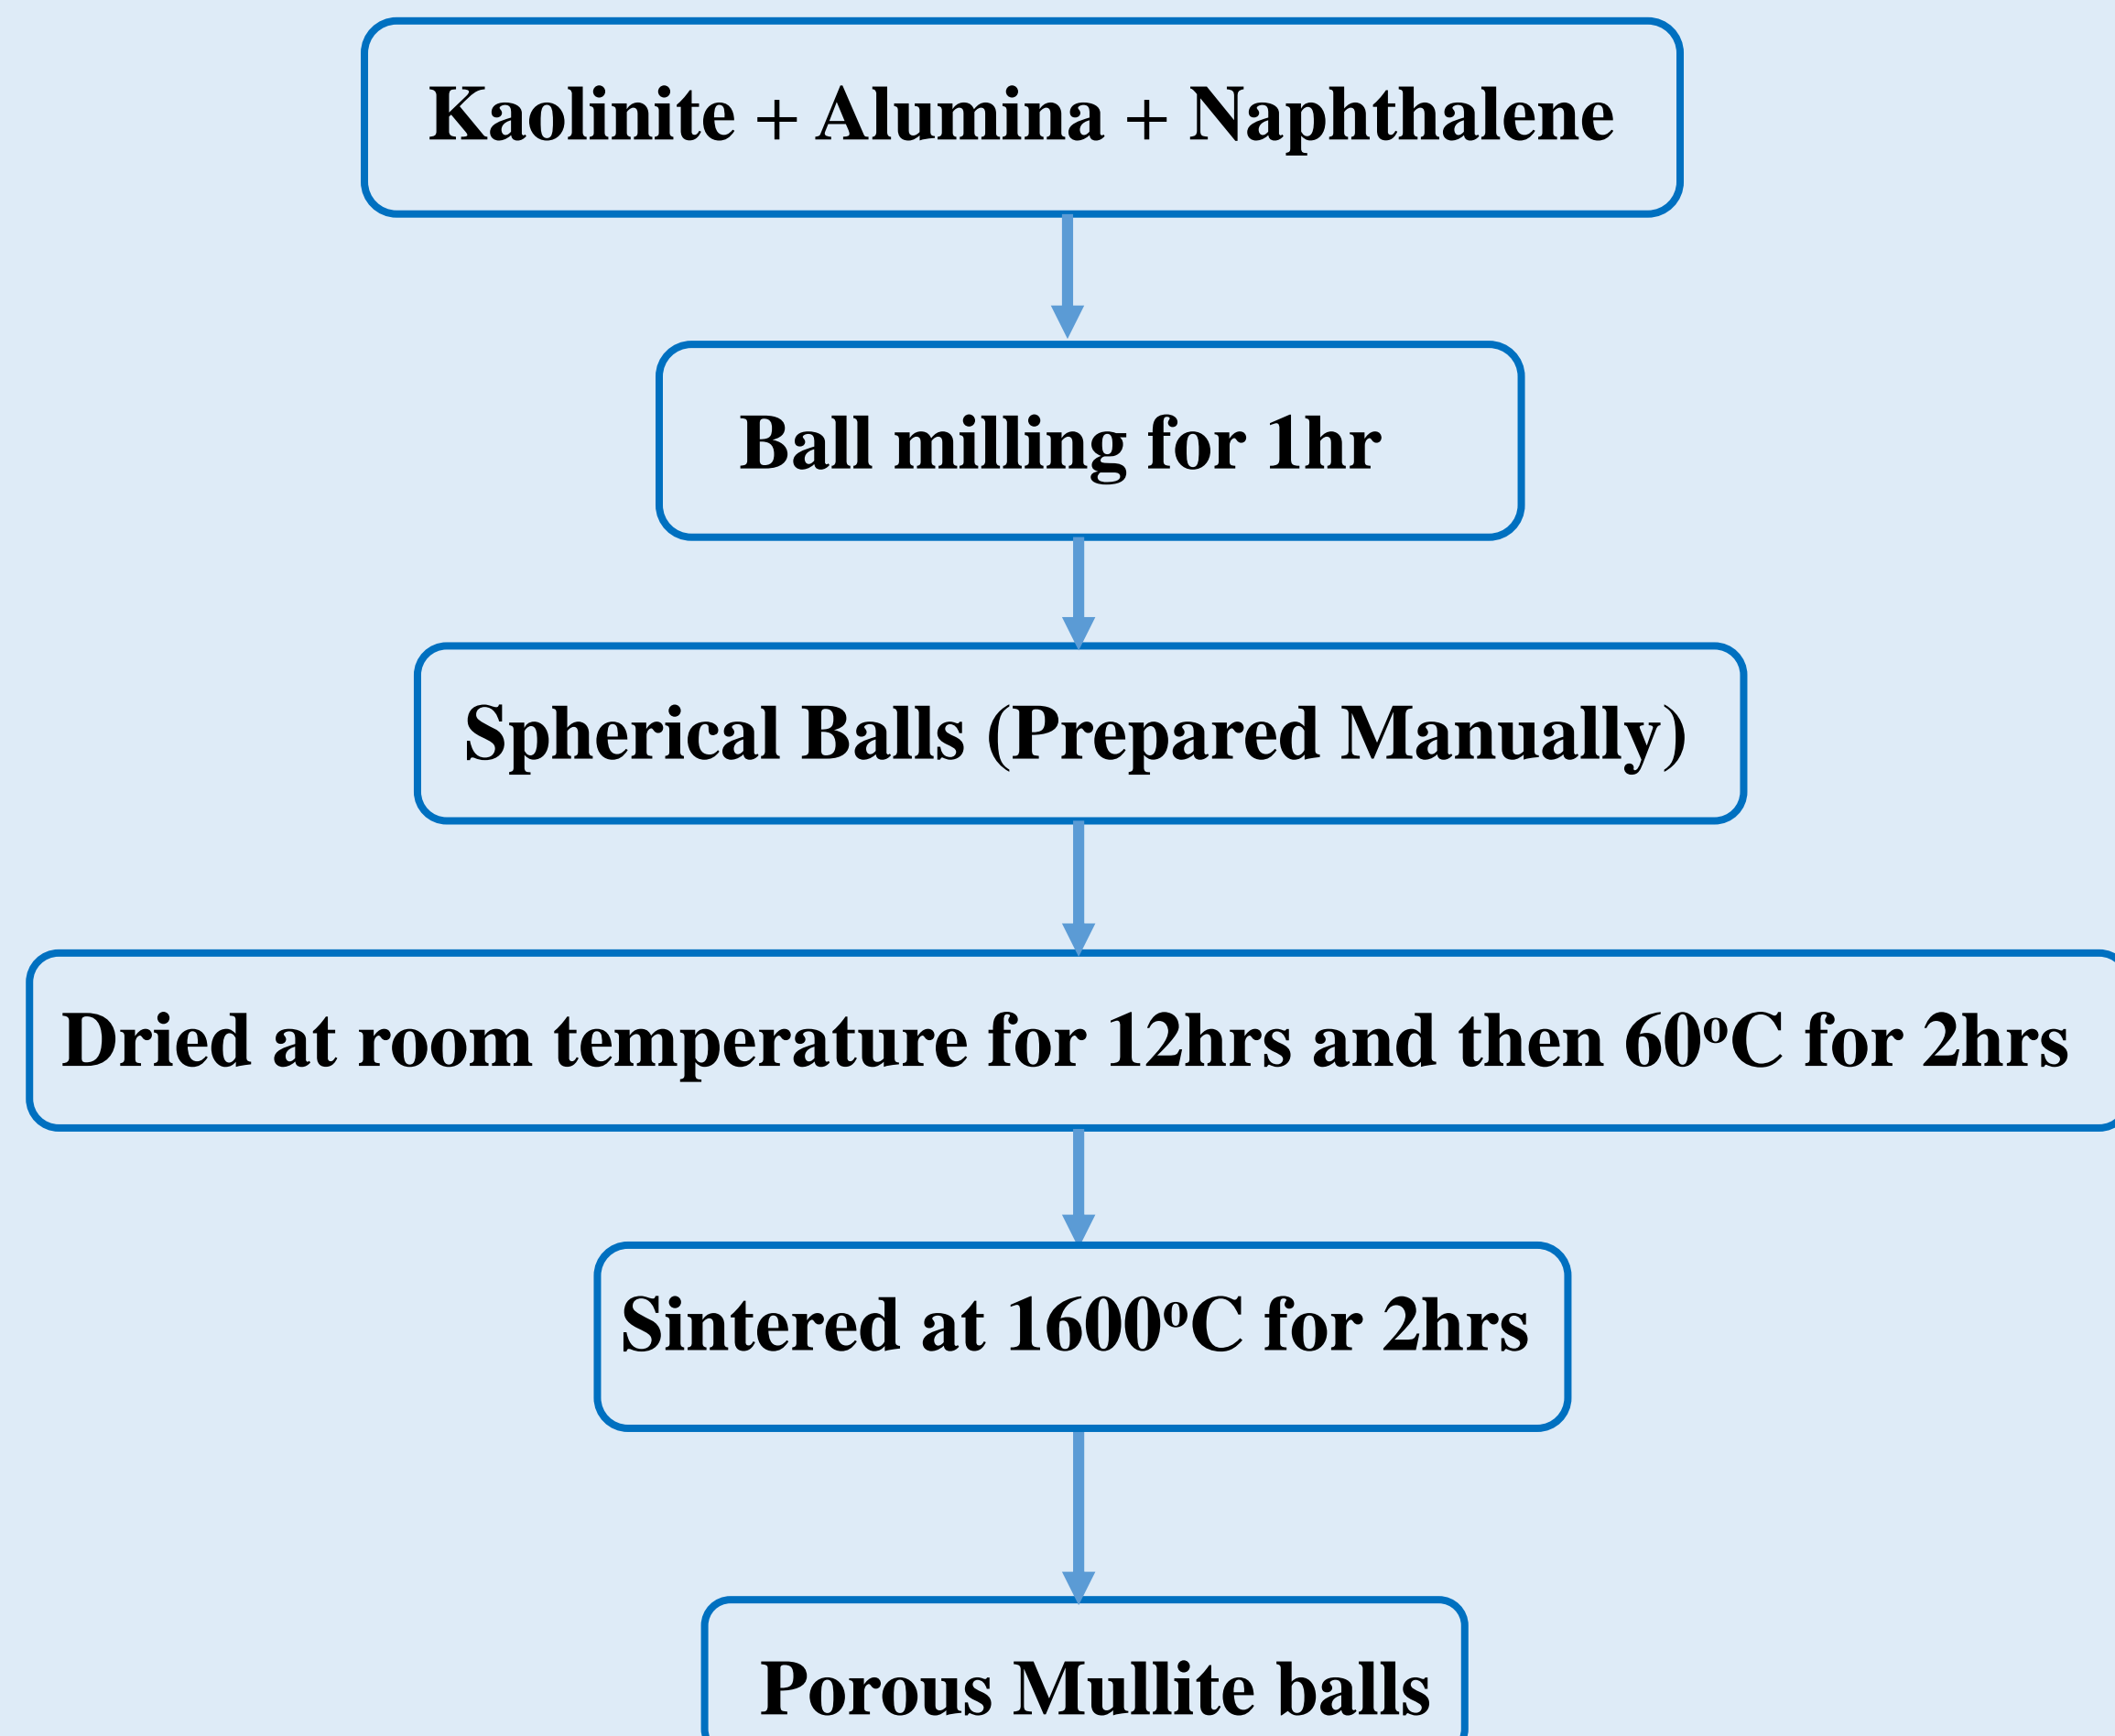 Kaolinite + Alumina + Naphthalene
Ball milling for 1hr
Spherical Balls (Prepared Manually)
Dried at room temperature for 12hrs and then 60⁰C for 2hrs
Sintered at 1600ᵒC for 2hrs
Porous Mullite balls